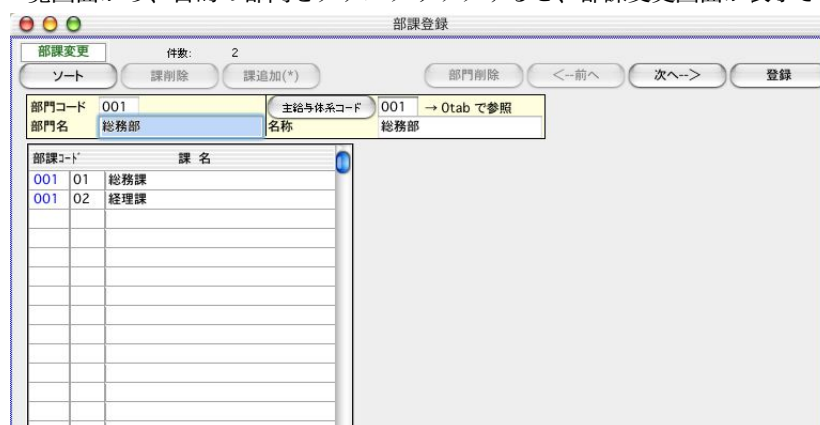 部課登録
部課変更 件数: 2
ソート 課削除 課追加(*) 部門削除 <--前へ 次へ--> 登録
部門コード 001 主給与体系コード 001 → 0tab で参照
部門名 総務部 名称 総務部
部課ｺｰﾄﾞ 課 名
001 01 総務課
001 02 経理課